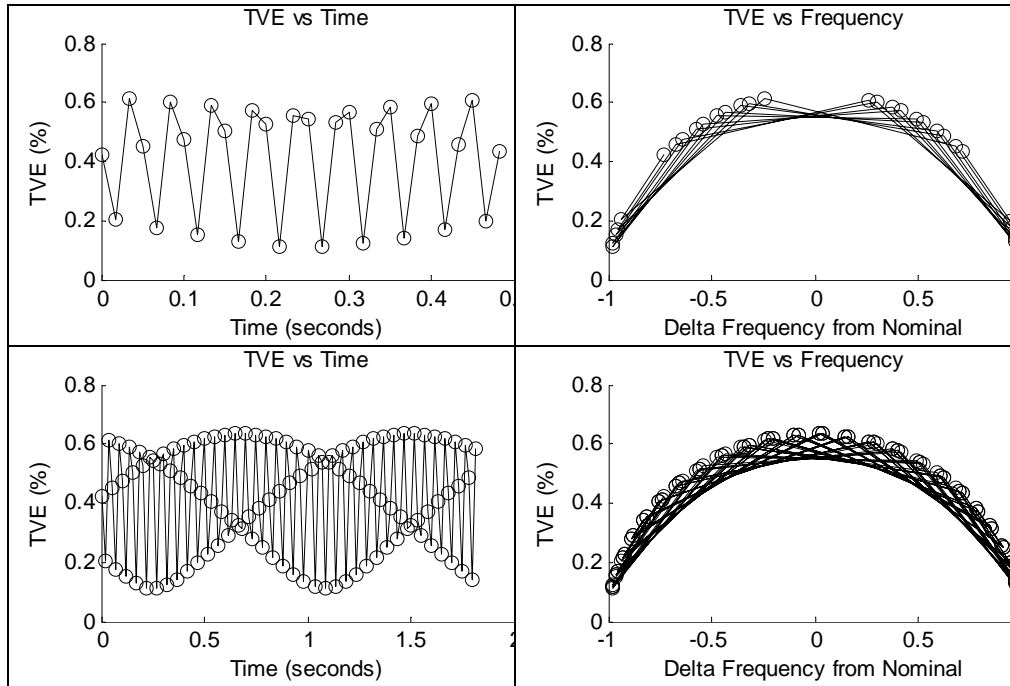 TVE vs Time
TVE (%)
0.8
0.6
0.4
0.2
0
0 0.1 0.2 0.3 0.4
Time (seconds)
TVE vs Frequency
TVE (%)
0.8
0.6
0.4
0.2
0
-1 -0.5 0 0.5
Delta Frequency from Nominal
TVE vs Time
TVE (%)
0.8
0.6
0.4
0.2
0
0 0.5 1 1.5
Time (seconds)
TVE vs Frequency
TVE (%)
0.8
0.6
0.4
0.2
0
-1 -0.5 0 0.5
Delta Frequency from Nominal